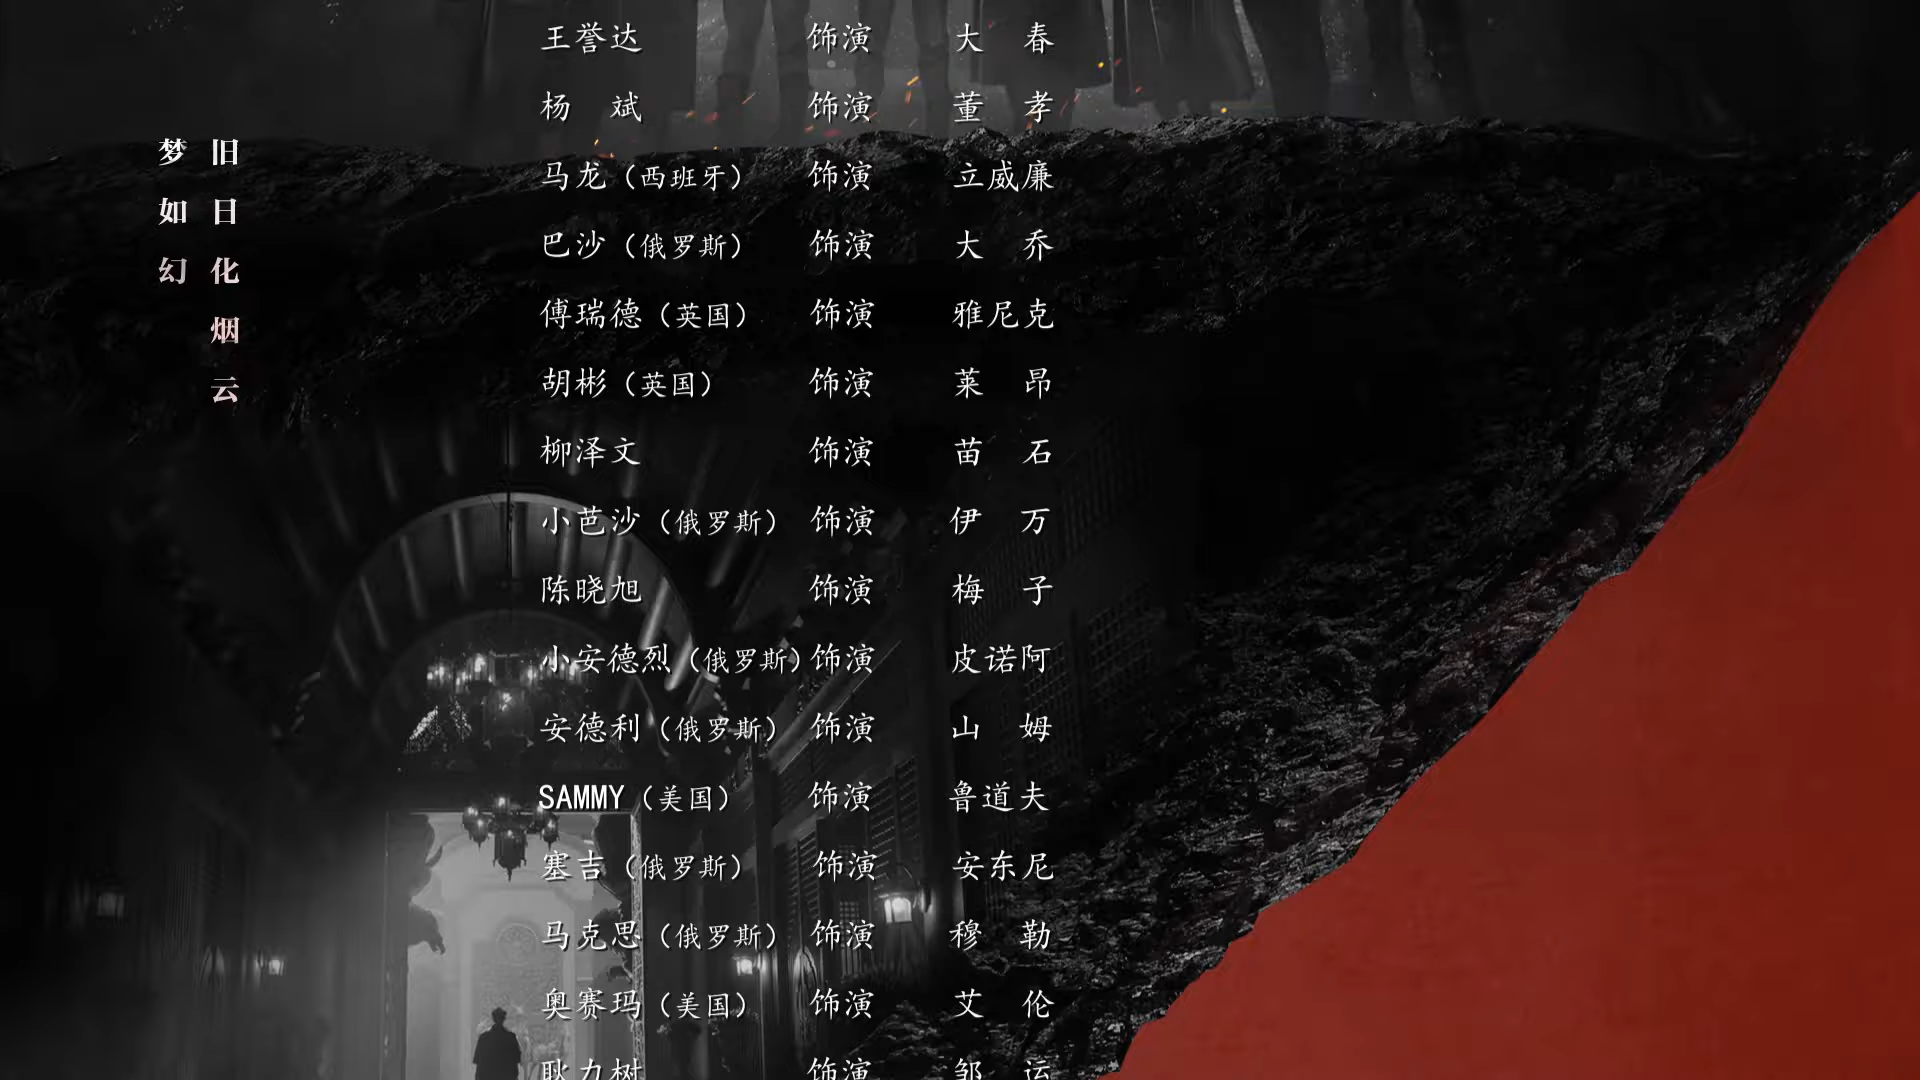 王誉达 饰演 大 春
杨 斌 饰演 董 孝
马龙（西班牙） 饰演 立威廉
巴沙（俄罗斯） 饰演 大 乔
傅瑞德（英国） 饰演 雅尼克
胡彬（英国） 饰演 莱 昂
柳泽文 饰演 苗 石
小芭沙（俄罗斯） 饰演 伊 万
陈晓旭 饰演 梅 子
小安德烈（俄罗斯） 饰演 皮诺阿
安德利（俄罗斯） 饰演 山 姆
SAMMY（美国） 饰演 鲁道夫
塞吉（俄罗斯） 饰演 安东尼
马克思（俄罗斯） 饰演 穆 勒
奥赛玛（美国） 饰演 艾 伦
耿力树 饰演 邹 运
旧日化烟云
梦如幻